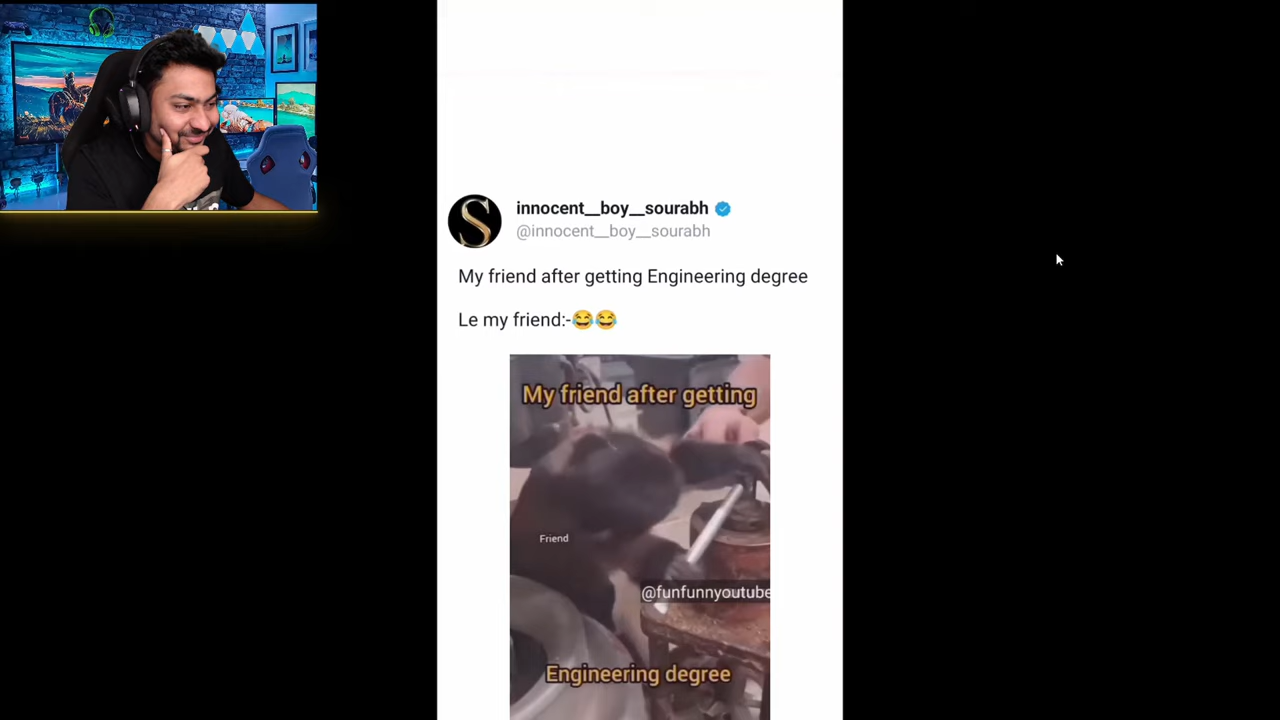 innocent__boy__sourabh
@innocent__boy__sourabh
My friend after getting Engineering degree
Le my friend:-😂😂
My friend after getting
Friend
@funfunnyyoutube
Engineering degree